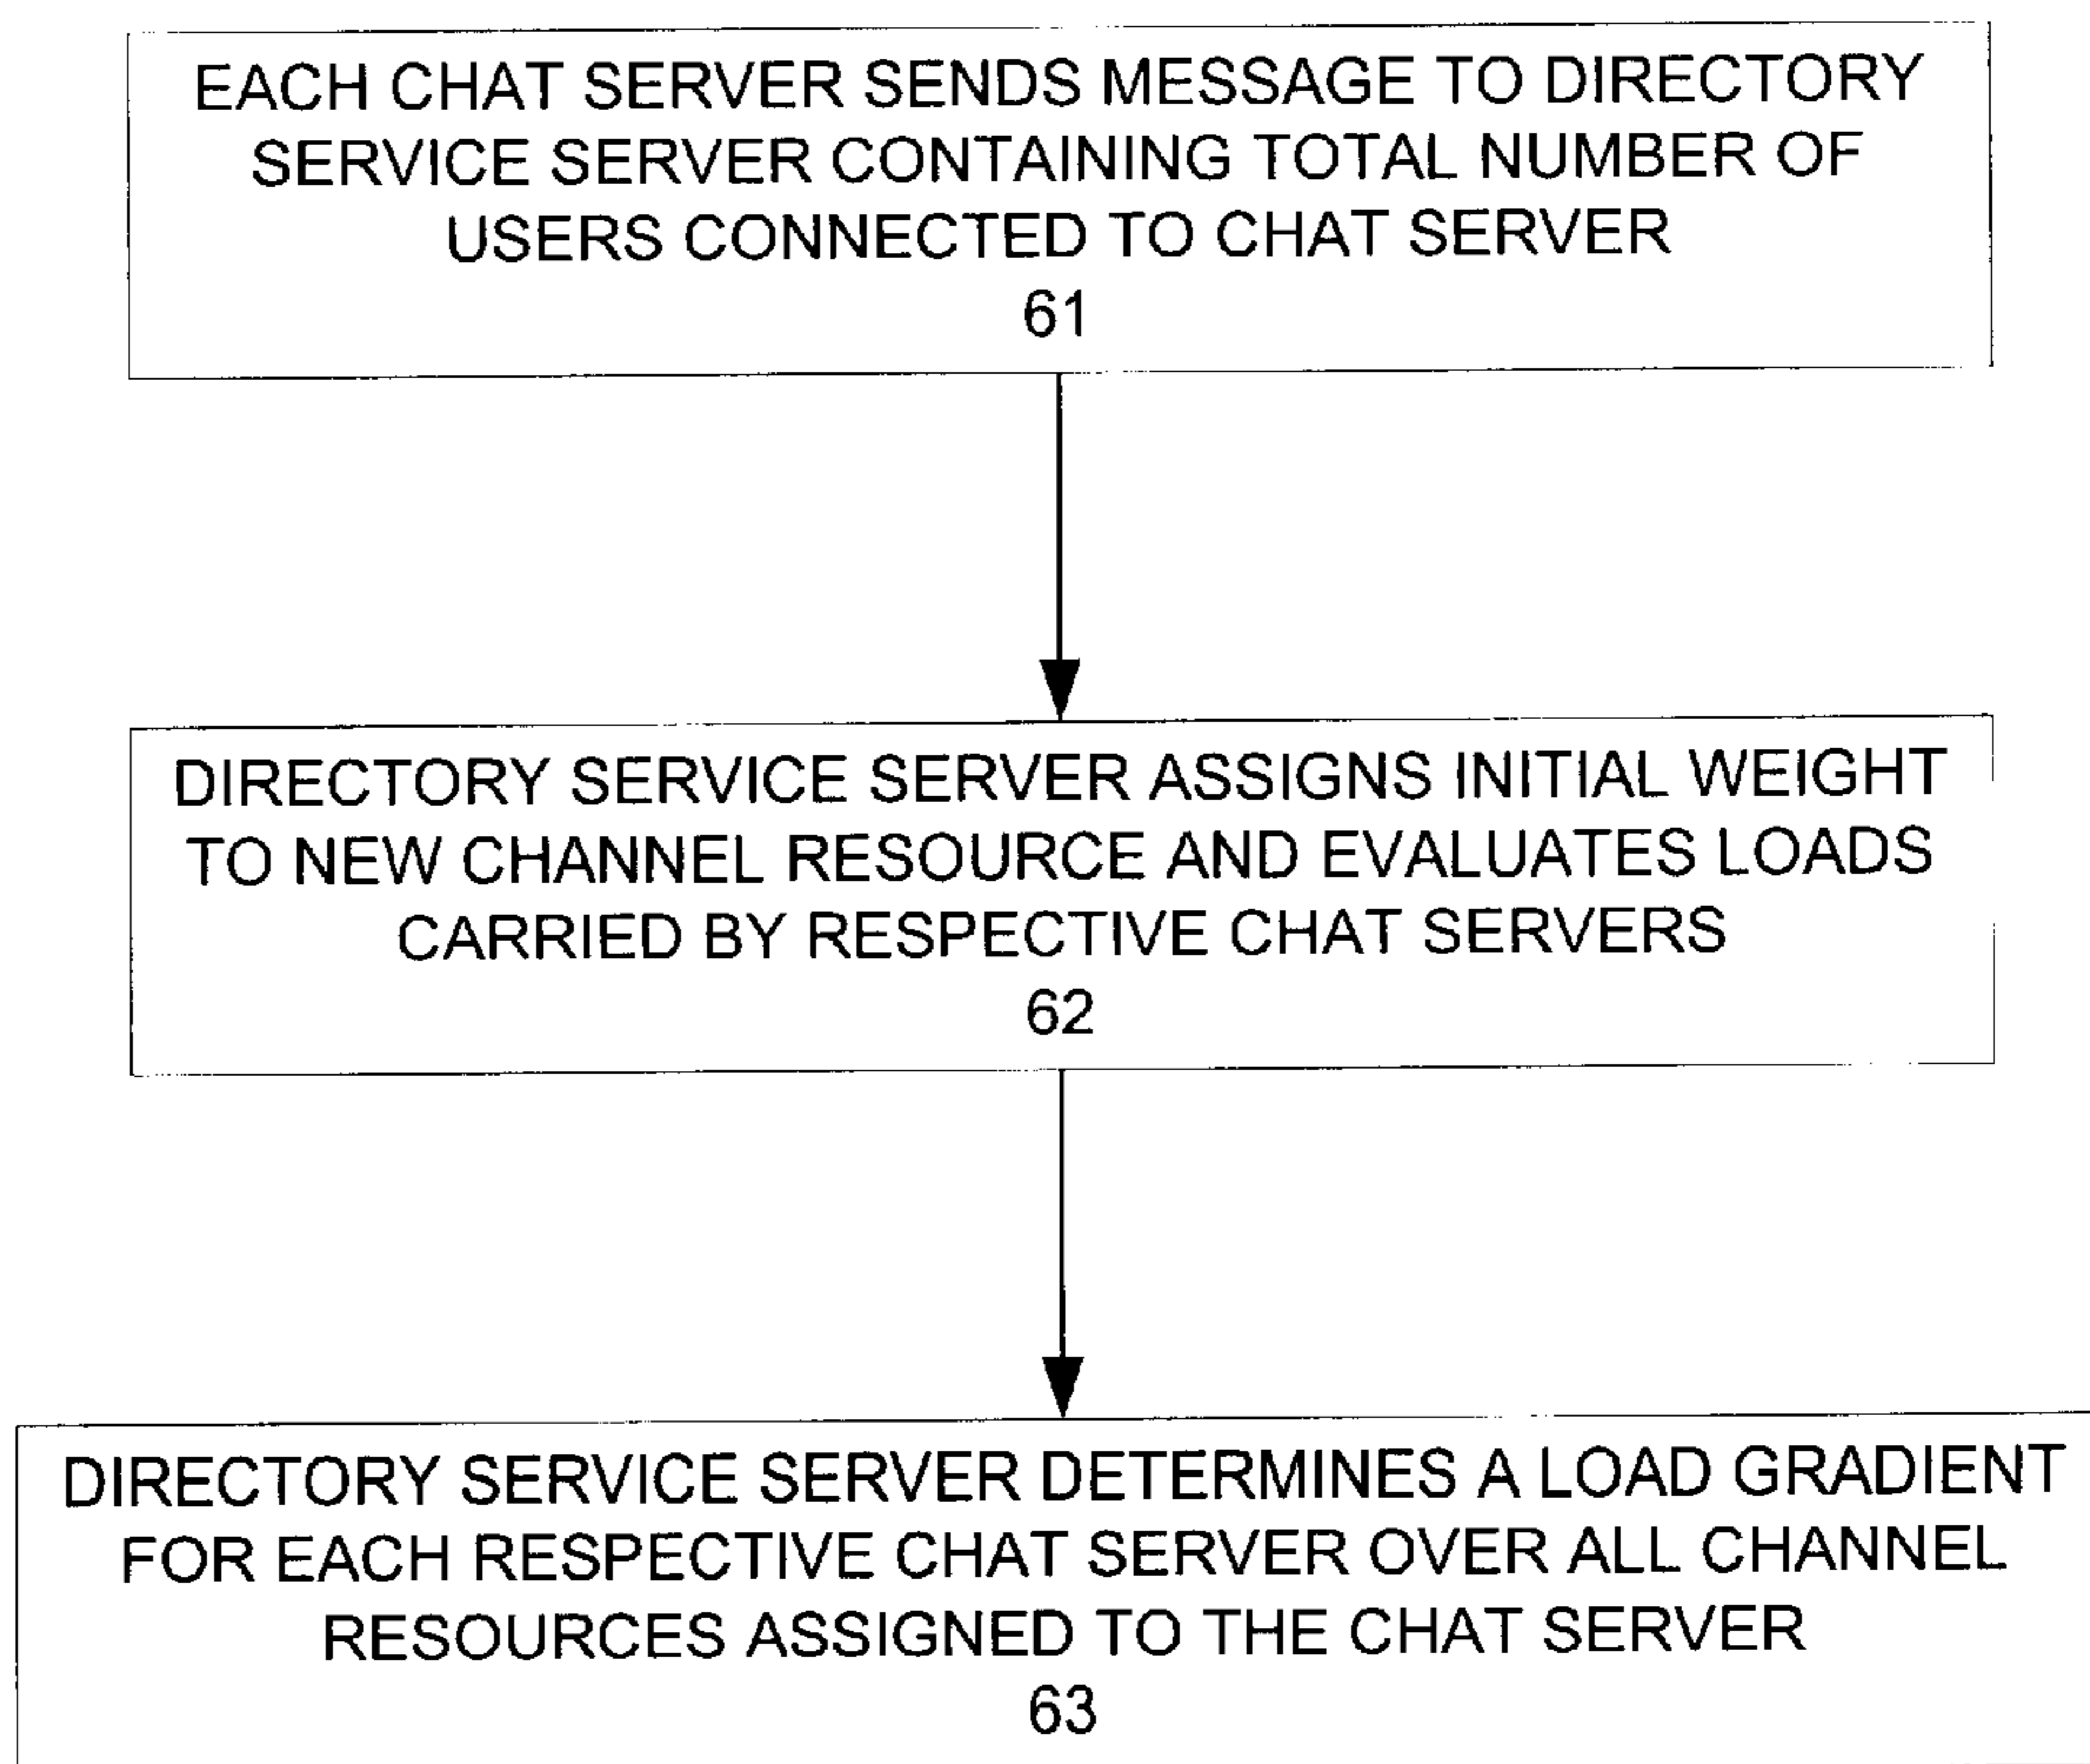 EACH CHAT SERVER SENDS MESSAGE TO DIRECTORY
SERVICE SERVER CONTAINING TOTAL NUMBER OF
USERS CONNECTED TO CHAT SERVER
61
DIRECTORY SERVICE SERVER ASSIGNS INITIAL WEIGHT
TO NEW CHANNEL RESOURCE AND EVALUATES LOADS
CARRIED BY RESPECTIVE CHAT SERVERS
62
DIRECTORY SERVICE SERVER DETERMINES A LOAD GRADIENT
FOR EACH RESPECTIVE CHAT SERVER OVER ALL CHANNEL
RESOURCES ASSIGNED TO THE CHAT SERVER
63